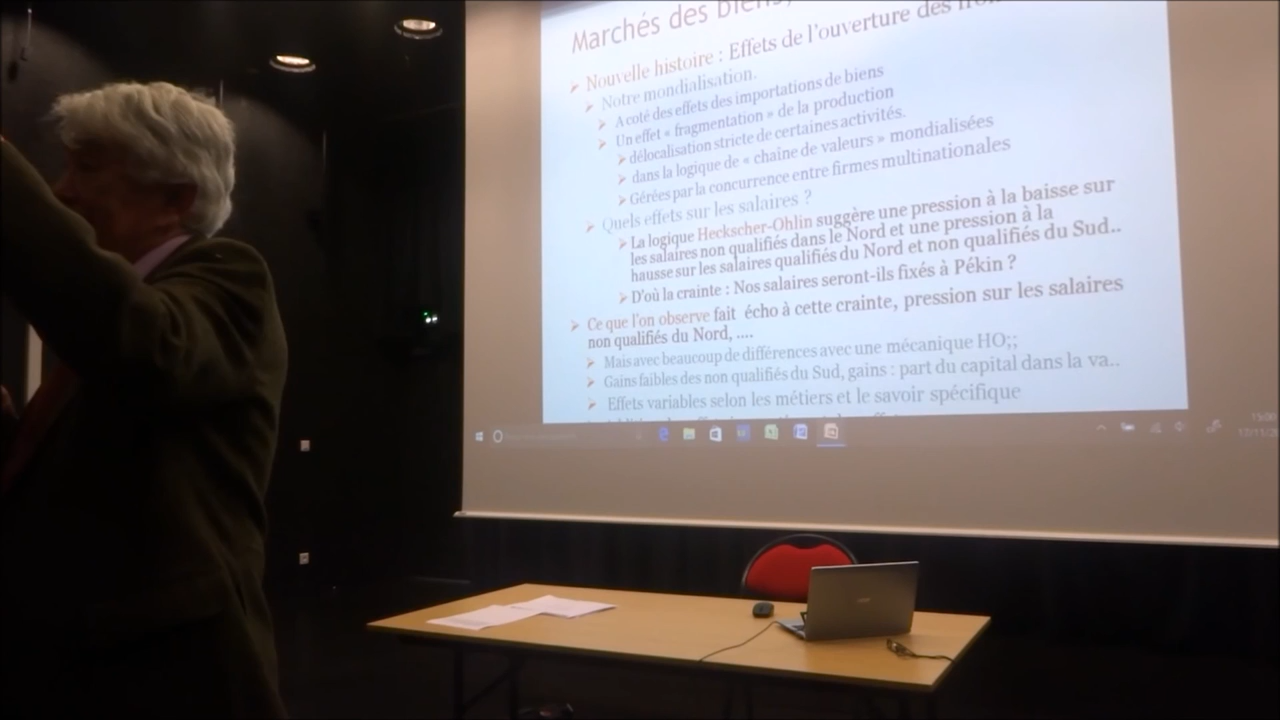 Marchés des biens,
Nouvelle histoire : Effets de l'ouverture des
Notre mondialisation.
A coté des effets des importations de biens
Un effet « fragmentation » de la production
délocalisation stricte de certaines activités.
dans la logique de « chaîne de valeurs » mondialisées
Gérées par la concurrence entre firmes multinationales
Quels effets sur les salaires ?
La logique Heckscher-Ohlin suggère une pression à la baisse sur
les salaires non qualifiés dans le Nord et une pression à la
hausse sur les salaires qualifiés du Nord et non qualifiés du Sud..
D'où la crainte : Nos salaires seront-ils fixés à Pékin ?
Ce que l'on observe fait écho à cette crainte, pression sur les salaires
non qualifiés du Nord, ....
Mais avec beaucoup de différences avec une mécanique HO;;
Gains faibles des non qualifiés du Sud, gains : part du capital dans la va..
Effets variables selon les métiers et le savoir spécifique